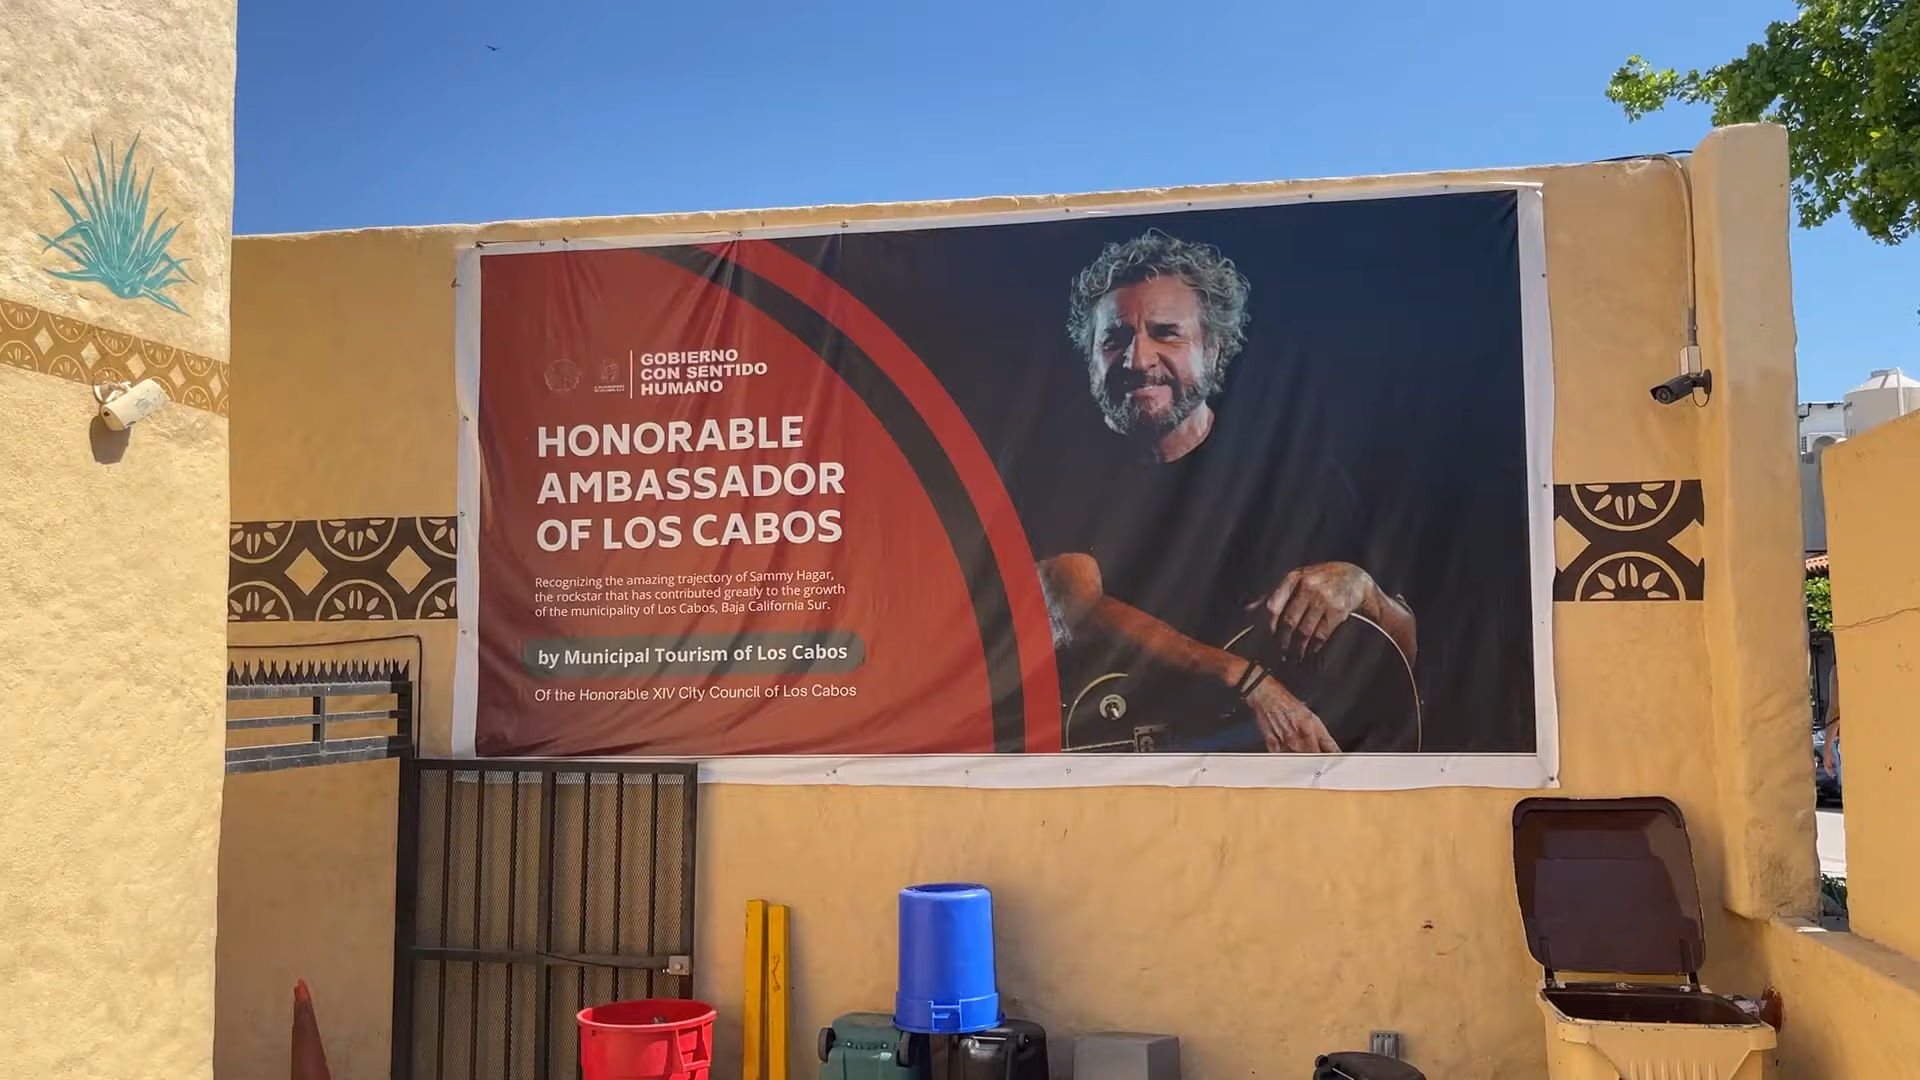 GOBIERNO
CON SENTIDO
HUMANO
HONORABLE
AMBASSADOR
OF LOS CABOS
Recognizing the amazing trajectory of Sammy Hagar,
the rockstar that has contributed greatly to the growth
of the municipality of Los Cabos, Baja California Sur.
by Municipal Tourism of Los Cabos
Of the Honorable XIV City Council of Los Cabos